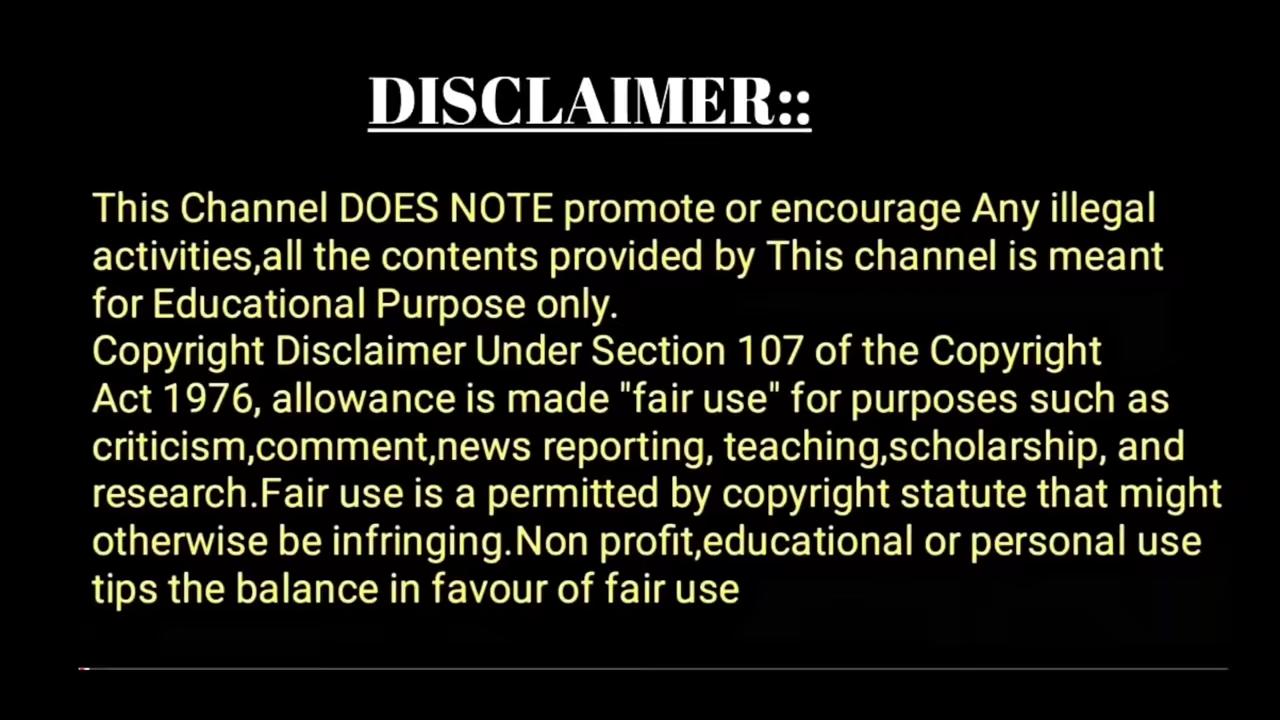 DISCLAIMER::
This Channel DOES NOTE promote or encourage Any illegal
activities,all the contents provided by This channel is meant
for Educational Purpose only.
Copyright Disclaimer Under Section 107 of the Copyright
Act 1976, allowance is made "fair use" for purposes such as
criticism,comment,news reporting, teaching,scholarship, and
research.Fair use is a permitted by copyright statute that might
otherwise be infringing.Non profit,educational or personal use
tips the balance in favour of fair use